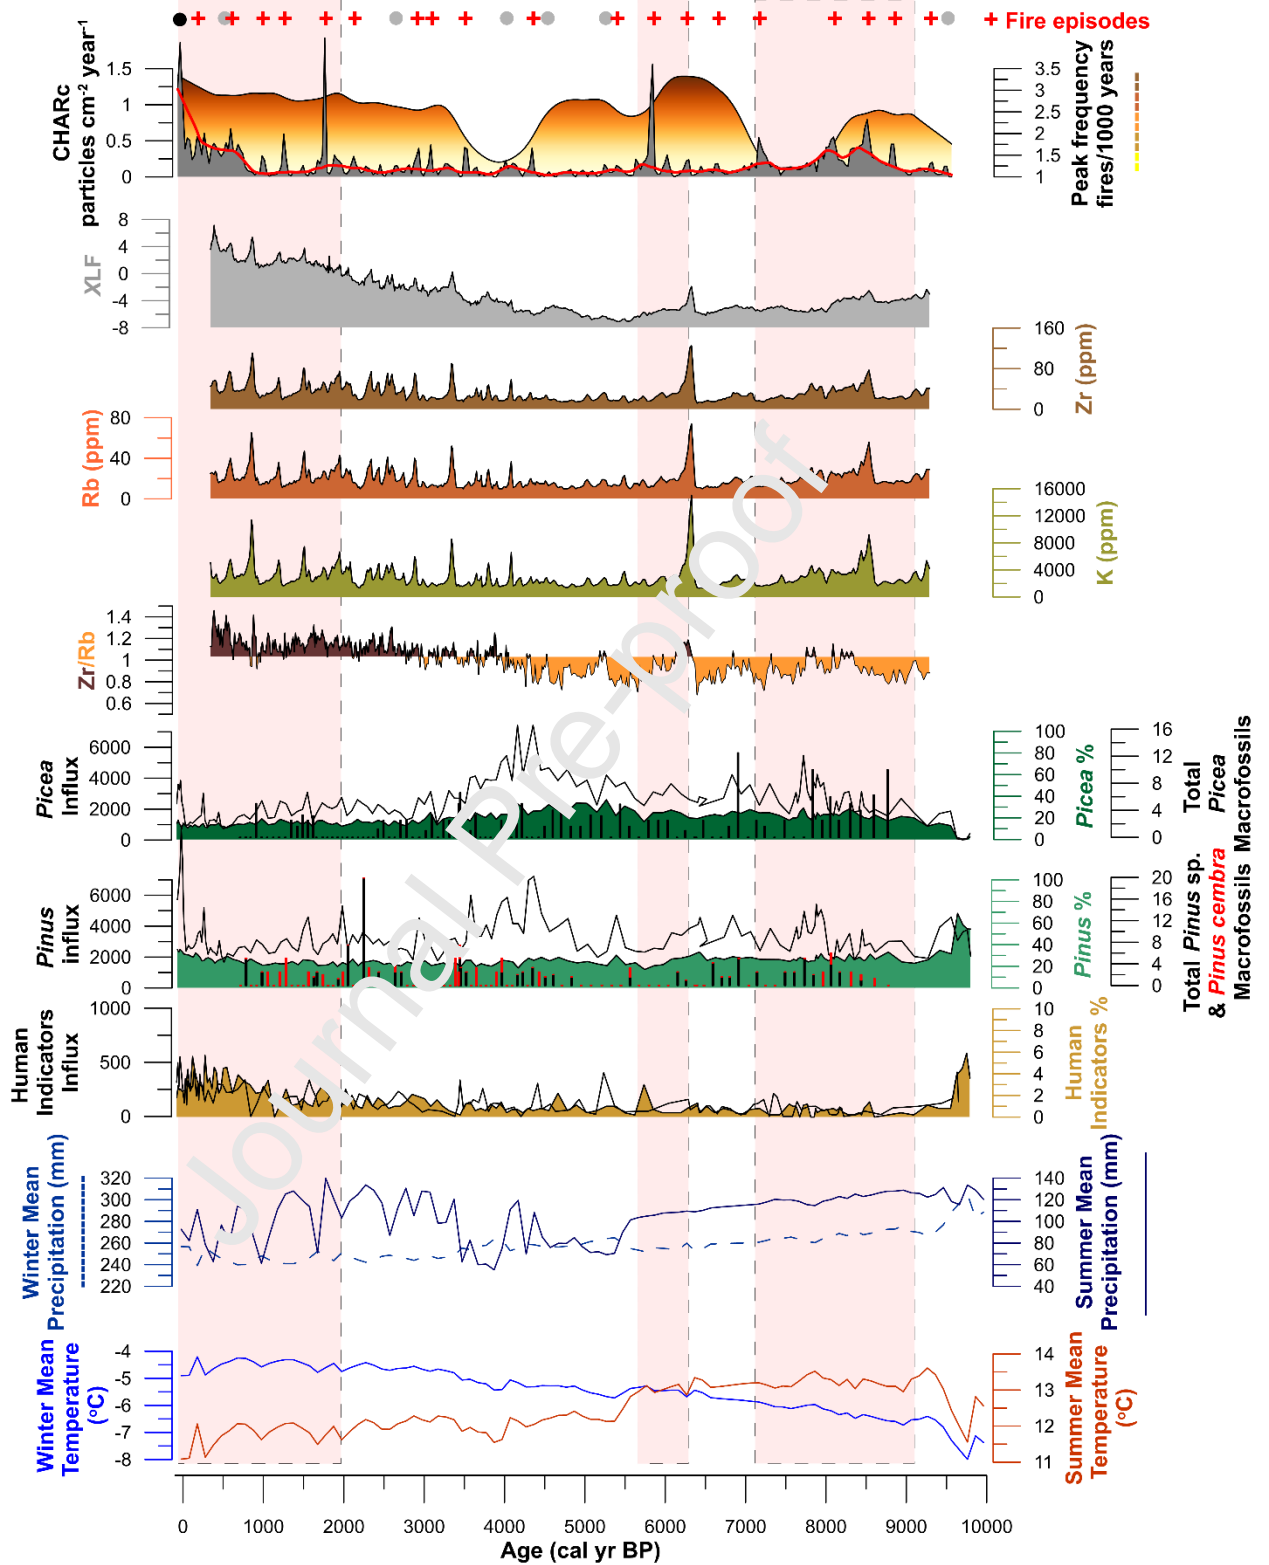 + Fire episodes
CHARc
particles cm-2 year-1
1.5
1
0.5
0
3.5
3
2.5
2
1.5
1
Peak frequency
fires/1000 years
XLF
8
4
0
-4
-8
160
80
0
Zr (ppm)
Rb (ppm)
80
40
0
16000
12000
8000
4000
0
K (ppm)
Zr/Rb
1.4
1.2
1
0.8
0.6
Picea
Influx
6000
4000
2000
0
100
80
60
40
20
0
Picea %
16
12
8
4
0
Total
Picea
Macrofossils
Pinus
influx
6000
4000
2000
0
100
80
60
40
20
0
Pinus %
20
16
12
8
4
0
Total Pinus sp.
& Pinus cembra
Macrofossils
Human
Indicators
Influx
1000
500
0
10
8
6
4
2
0
Human
Indicators %
Winter Mean
Precipitation (mm)
320
300
280
260
240
220
140
120
100
80
60
40
Summer Mean
Precipitation (mm)
Winter Mean
Temperature
(°C)
-4
-5
-6
-7
-8
14
13
12
11
Summer Mean
Temperature
(°C)
0 1000 2000 3000 4000 5000 6000 7000 8000 9000 10000
Age (cal yr BP)
Journal Pre-proof